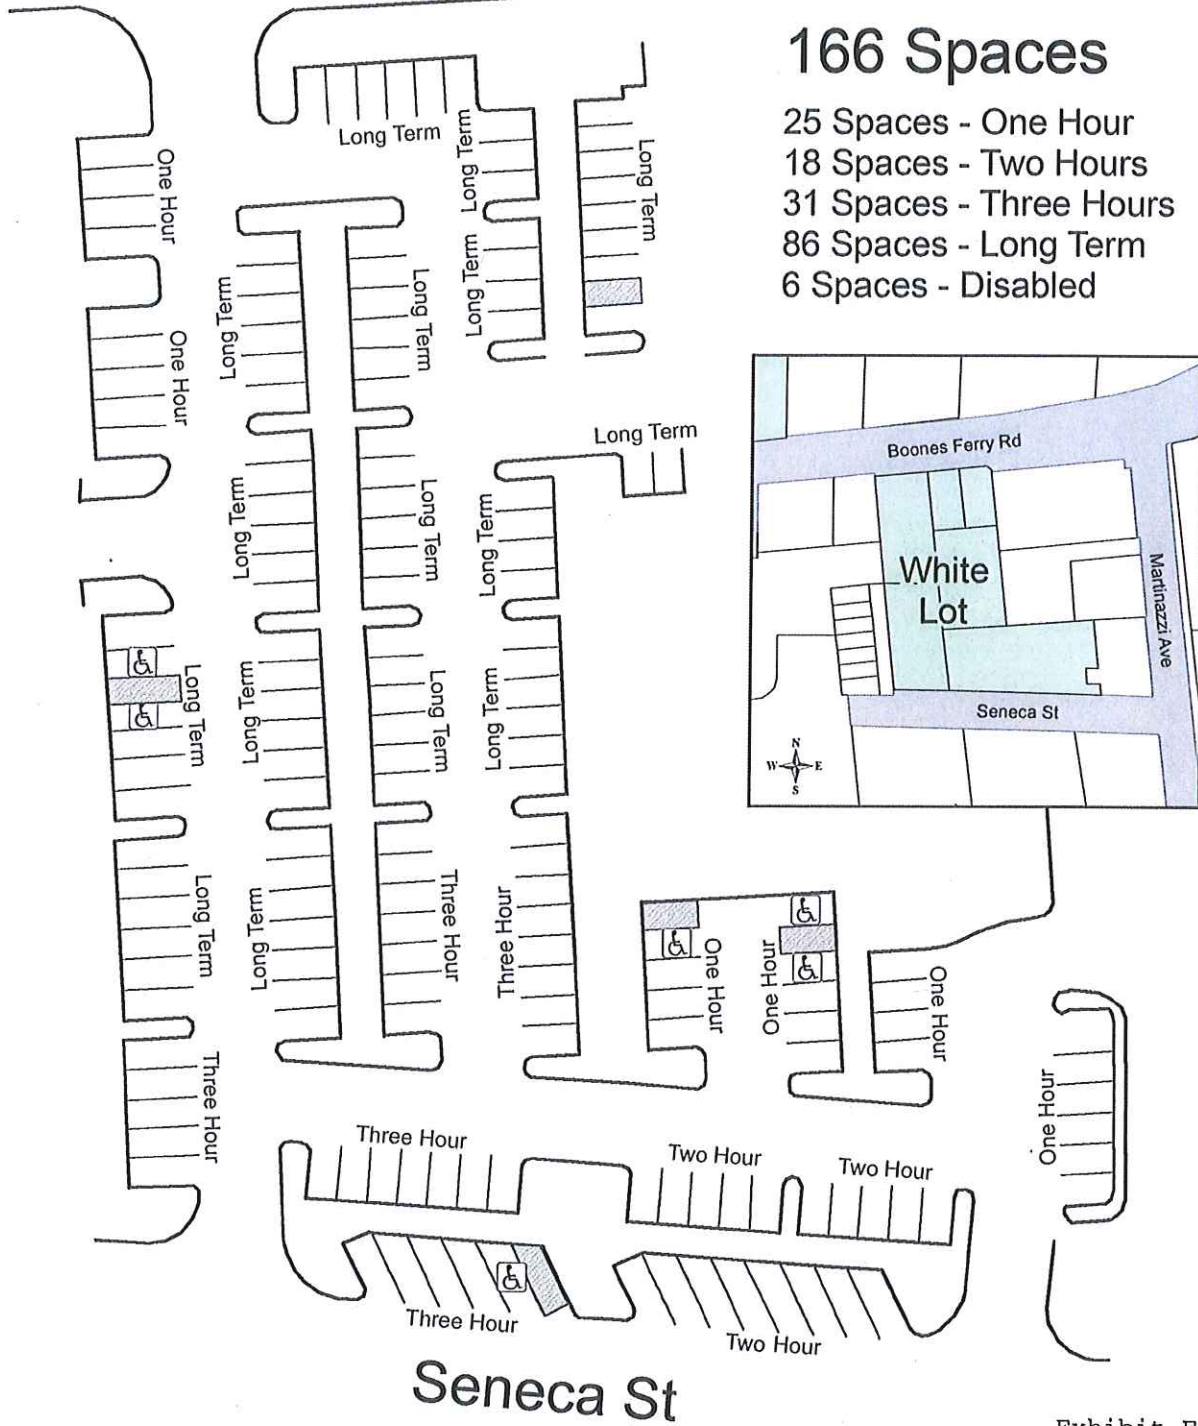 166 Spaces
25 Spaces - One Hour
18 Spaces - Two Hours
31 Spaces - Three Hours
86 Spaces - Long Term
6 Spaces - Disabled
Long Term
Long Term
Long Term
One Hour
Long Term
Long Term
Long Term
One Hour
Long Term
Boones Ferry Rd
White
Lot
Martinazzi Ave
Seneca St
N
W
E
S
Long Term
Long Term
Long Term
Long Term
Long Term
Long Term
Long Term
Long Term
Long Term
Three Hour
Three Hour
One Hour
One Hour
One Hour
Three Hour
One Hour
Three Hour
Two Hour
Two Hour
Three Hour
Two Hour
Seneca St